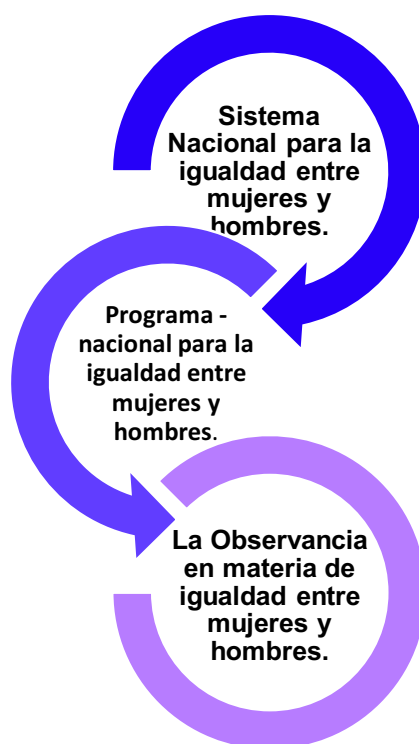 Sistema
Nacional para la
igualdad entre
mujeres y
hombres.
Programa -
nacional para la
igualdad entre
mujeres y
hombres.
La Observancia
en materia de
igualdad entre
mujeres y
hombres.